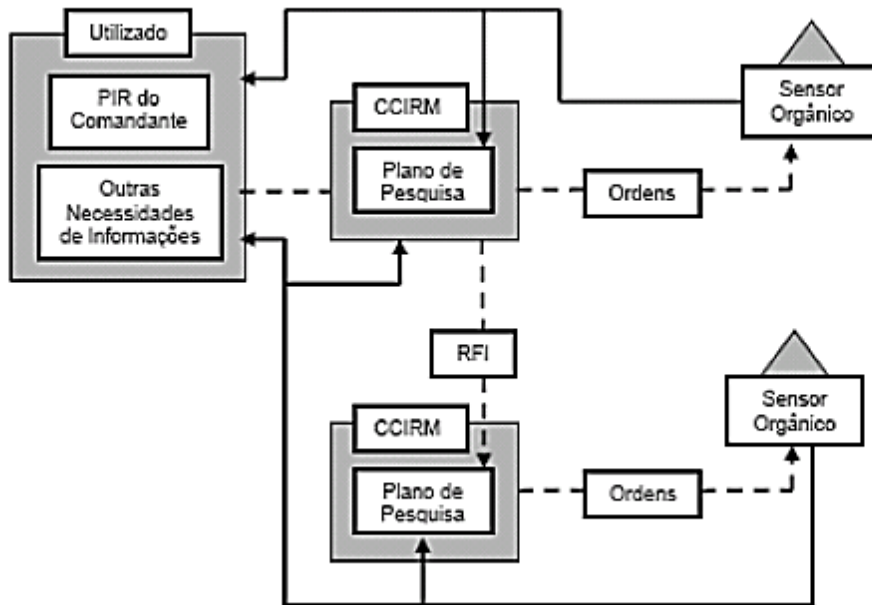 Utilizado
PIR do
Comandante
Outras
Necessidades
de Informações
CCIRM
Plano de
Pesquisa
Ordens
Sensor
Orgânico
RFI
CCIRM
Plano de
Pesquisa
Ordens
Sensor
Orgânico